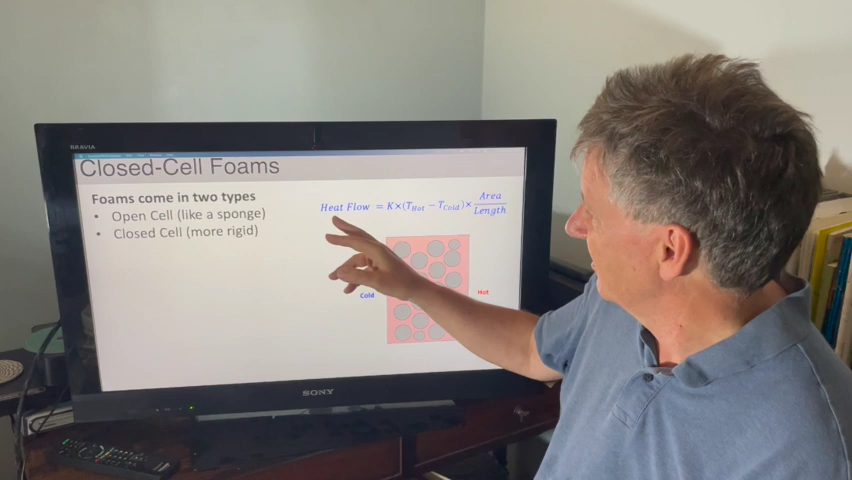 BRAVIA
Closed-Cell Foams
Foams come in two types
• Open Cell (like a sponge)
• Closed Cell (more rigid)
Heat Flow = K×(T_Hot − T_Cold)× Area/Length
Cold
Hot
SONY